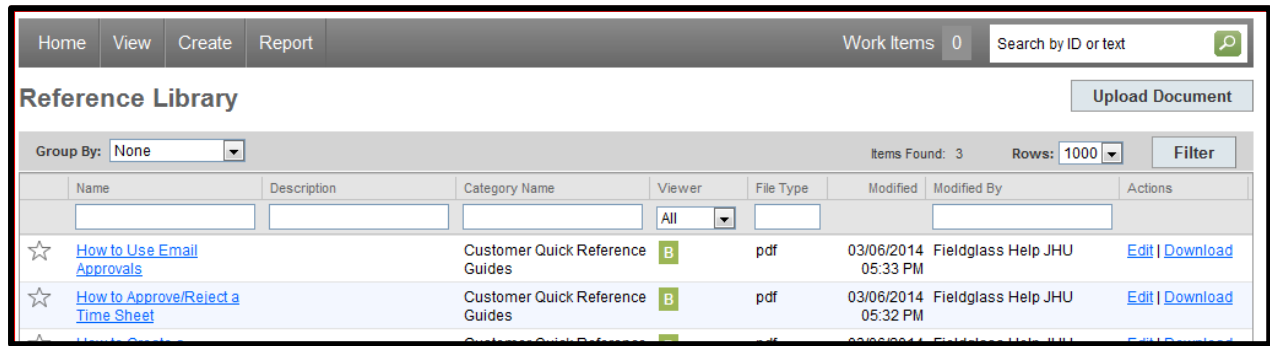 Home View Create Report Work Items 0 Search by ID or text
Reference Library Upload Document
Group By: None Items Found: 3 Rows: 1000 Filter
Name Description Category Name Viewer File Type Modified Modified By Actions
All
How to Use Email Customer Quick Reference B pdf 03/06/2014 Fieldglass Help JHU Edit | Download
Approvals Guides 05:33 PM
How to Approve/Reject a Customer Quick Reference B pdf 03/06/2014 Fieldglass Help JHU Edit | Download
Time Sheet Guides 05:32 PM